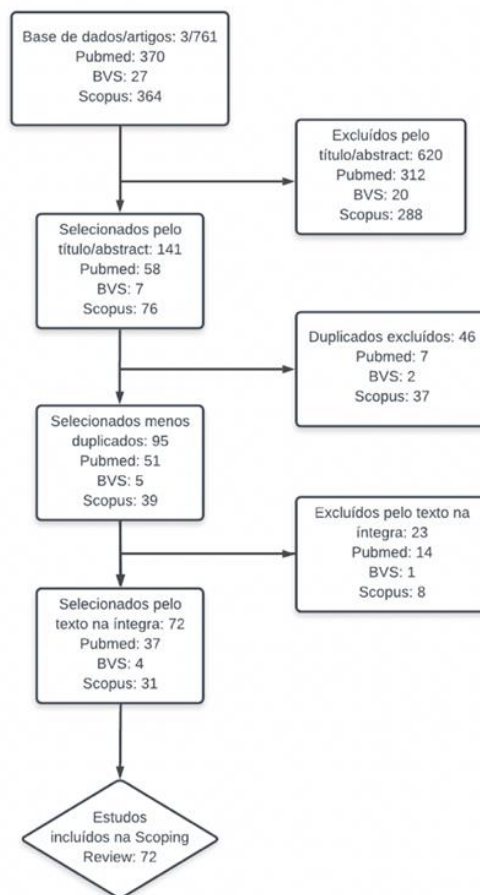 Base de dados/artigos: 3/761
Pubmed: 370
BVS: 27
Scopus: 364
Excluídos pelo
título/abstract: 620
Pubmed: 312
BVS: 20
Scopus: 288
Selecionados pelo
título/abstract: 141
Pubmed: 58
BVS: 7
Scopus: 76
Duplicados excluídos: 46
Pubmed: 7
BVS: 2
Scopus: 37
Selecionados menos
duplicados: 95
Pubmed: 51
BVS: 5
Scopus: 39
Excluídos pelo texto na
íntegra: 23
Pubmed: 14
BVS: 1
Scopus: 8
Selecionados pelo
texto na íntegra: 72
Pubmed: 37
BVS: 4
Scopus: 31
Estudos
incluídos na Scoping
Review: 72